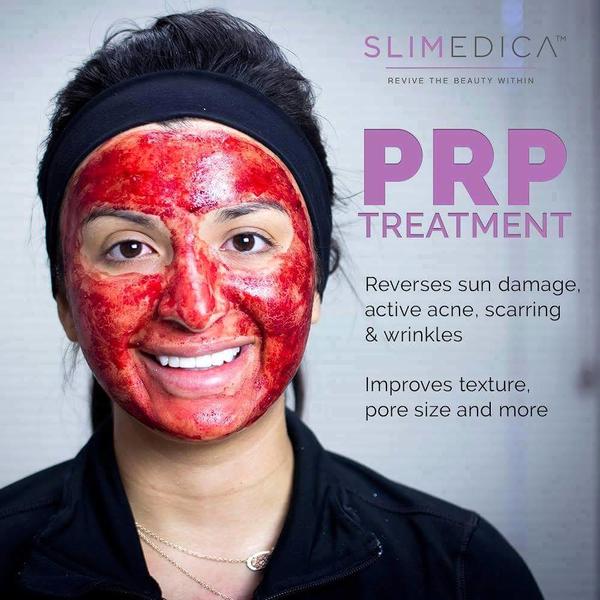 SLIMEDICA™
REVIVE THE BEAUTY WITHIN
PRP
TREATMENT
Reverses sun damage,
active acne, scarring
& wrinkles
Improves texture,
pore size and more